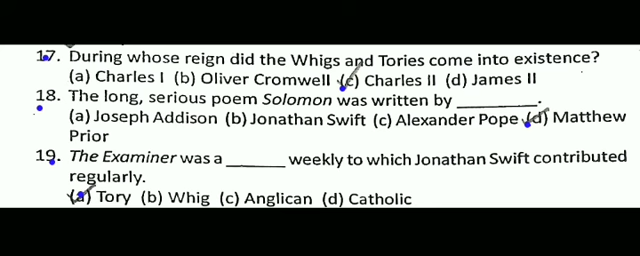 17. During whose reign did the Whigs and Tories come into existence?
(a) Charles I (b) Oliver Cromwell (c) Charles II (d) James II
18. The long, serious poem Solomon was written by ________.
(a) Joseph Addison (b) Jonathan Swift (c) Alexander Pope (d) Matthew
Prior
19. The Examiner was a ______ weekly to which Jonathan Swift contributed
regularly.
(a) Tory (b) Whig (c) Anglican (d) Catholic